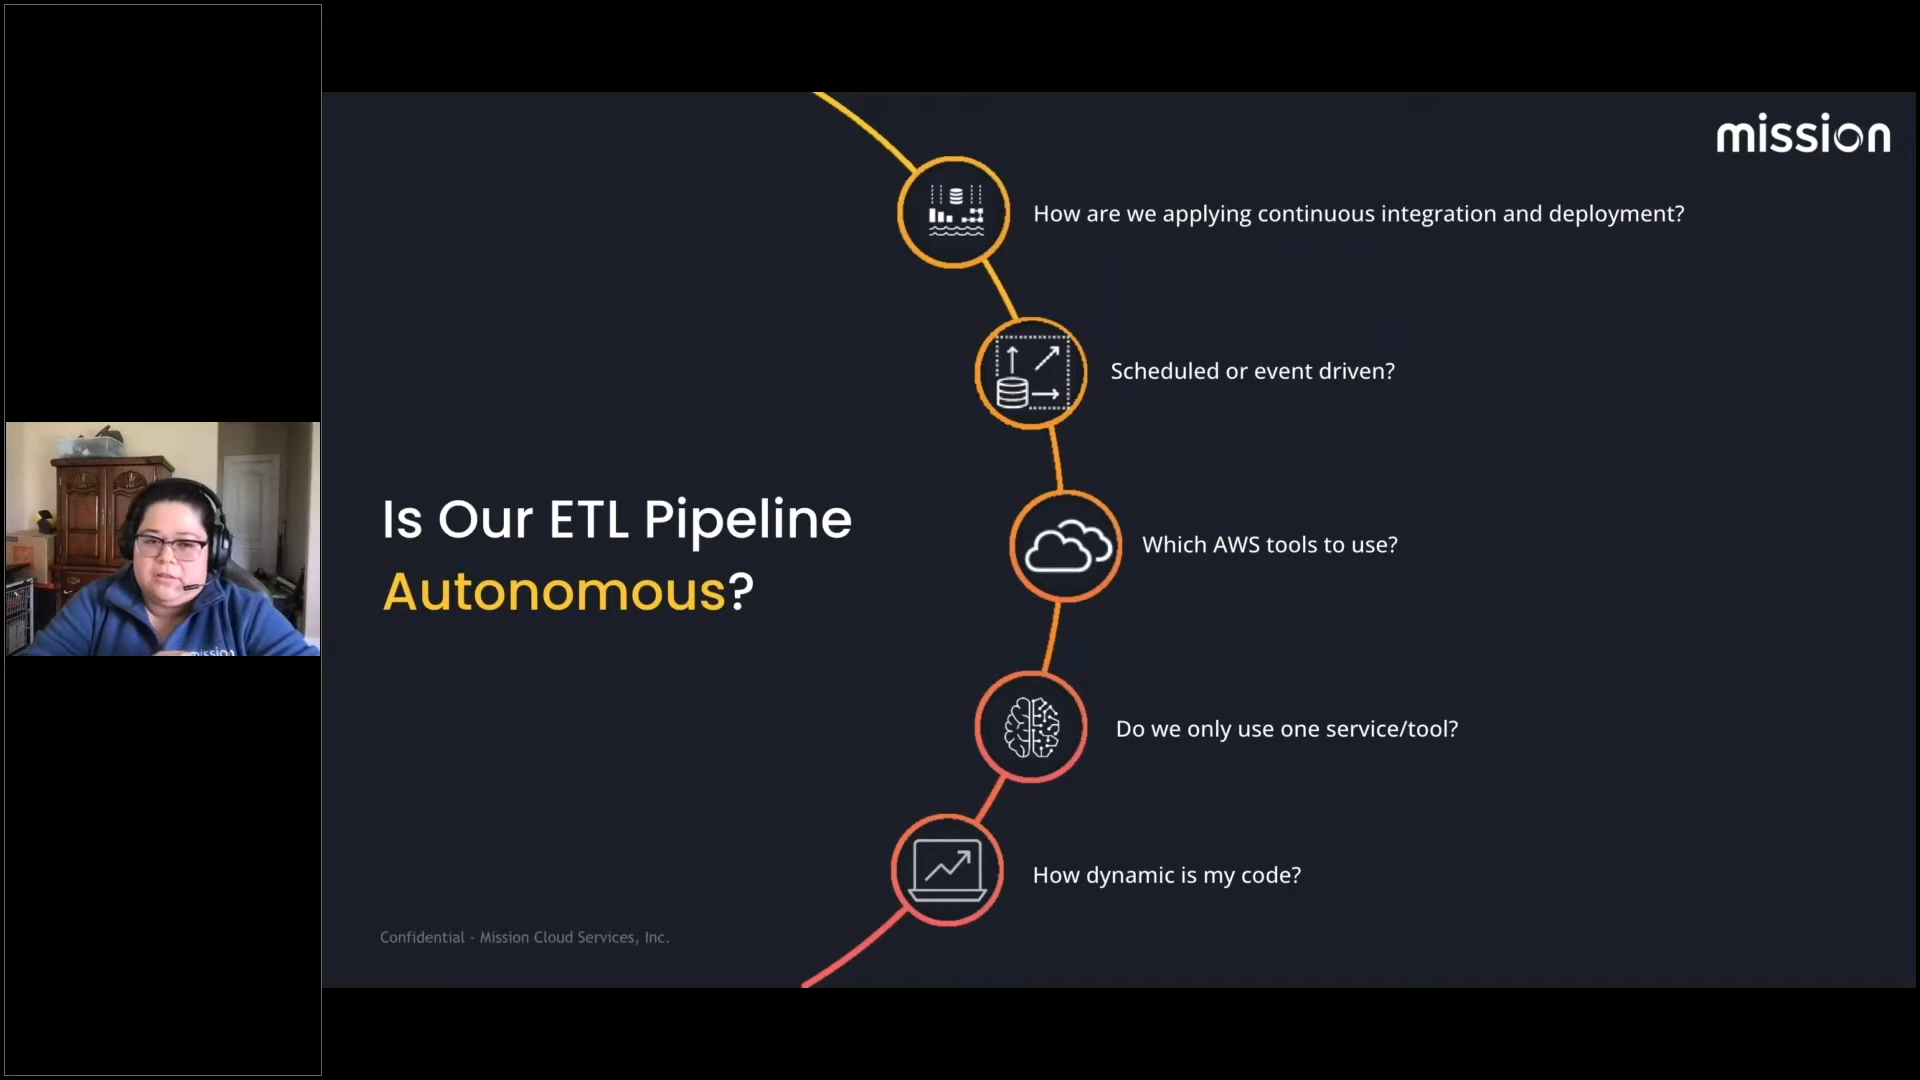 mission
How are we applying continuous integration and deployment?
Scheduled or event driven?
Is Our ETL Pipeline
Autonomous?
Which AWS tools to use?
Do we only use one service/tool?
How dynamic is my code?
Confidential - Mission Cloud Services, Inc.
mission